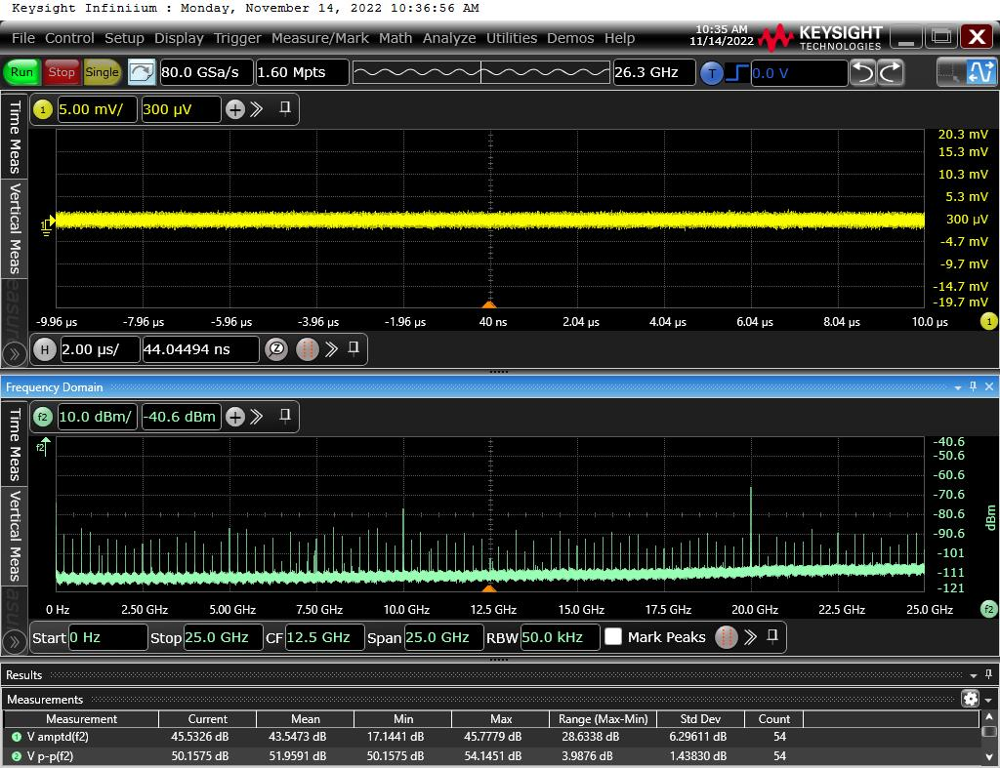 Keysight Infiniium : Monday, November 14, 2022 10:36:56 AM
File Control Setup Display Trigger Measure/Mark Math Analyze Utilities Demos Help
10:35 AM
11/14/2022
KEYSIGHT
TECHNOLOGIES
Run Stop Single 80.0 GSa/s 1.60 Mpts 26.3 GHz T 0.0 V
Time Meas
Vertical Meas
1 5.00 mV/ 300 µV
20.3 mV
15.3 mV
10.3 mV
5.3 mV
300 µV
-4.7 mV
-9.7 mV
-14.7 mV
-19.7 mV
-9.96 µs -7.96 µs -5.96 µs -3.96 µs -1.96 µs 40 ns 2.04 µs 4.04 µs 6.04 µs 8.04 µs 10.0 µs 1
H 2.00 µs/ 44.04494 ns
Frequency Domain
Time Meas
Vertical Meas
f2 10.0 dBm/ -40.6 dBm
f2
-40.6
-50.6
-60.6
-70.6
-80.6
-90.6
-101
-111
-121
dBm
0 Hz 2.50 GHz 5.00 GHz 7.50 GHz 10.0 GHz 12.5 GHz 15.0 GHz 17.5 GHz 20.0 GHz 22.5 GHz 25.0 GHz f2
Start 0 Hz Stop 25.0 GHz CF 12.5 GHz Span 25.0 GHz RBW 50.0 kHz Mark Peaks
Results
Measurements
Measurement Current Mean Min Max Range (Max-Min) Std Dev Count
1 V amptd(f2) 45.5326 dB 43.5473 dB 17.1441 dB 45.7779 dB 28.6338 dB 6.29611 dB 54
2 V p-p(f2) 50.1575 dB 51.9591 dB 50.1575 dB 54.1451 dB 3.9876 dB 1.43830 dB 54